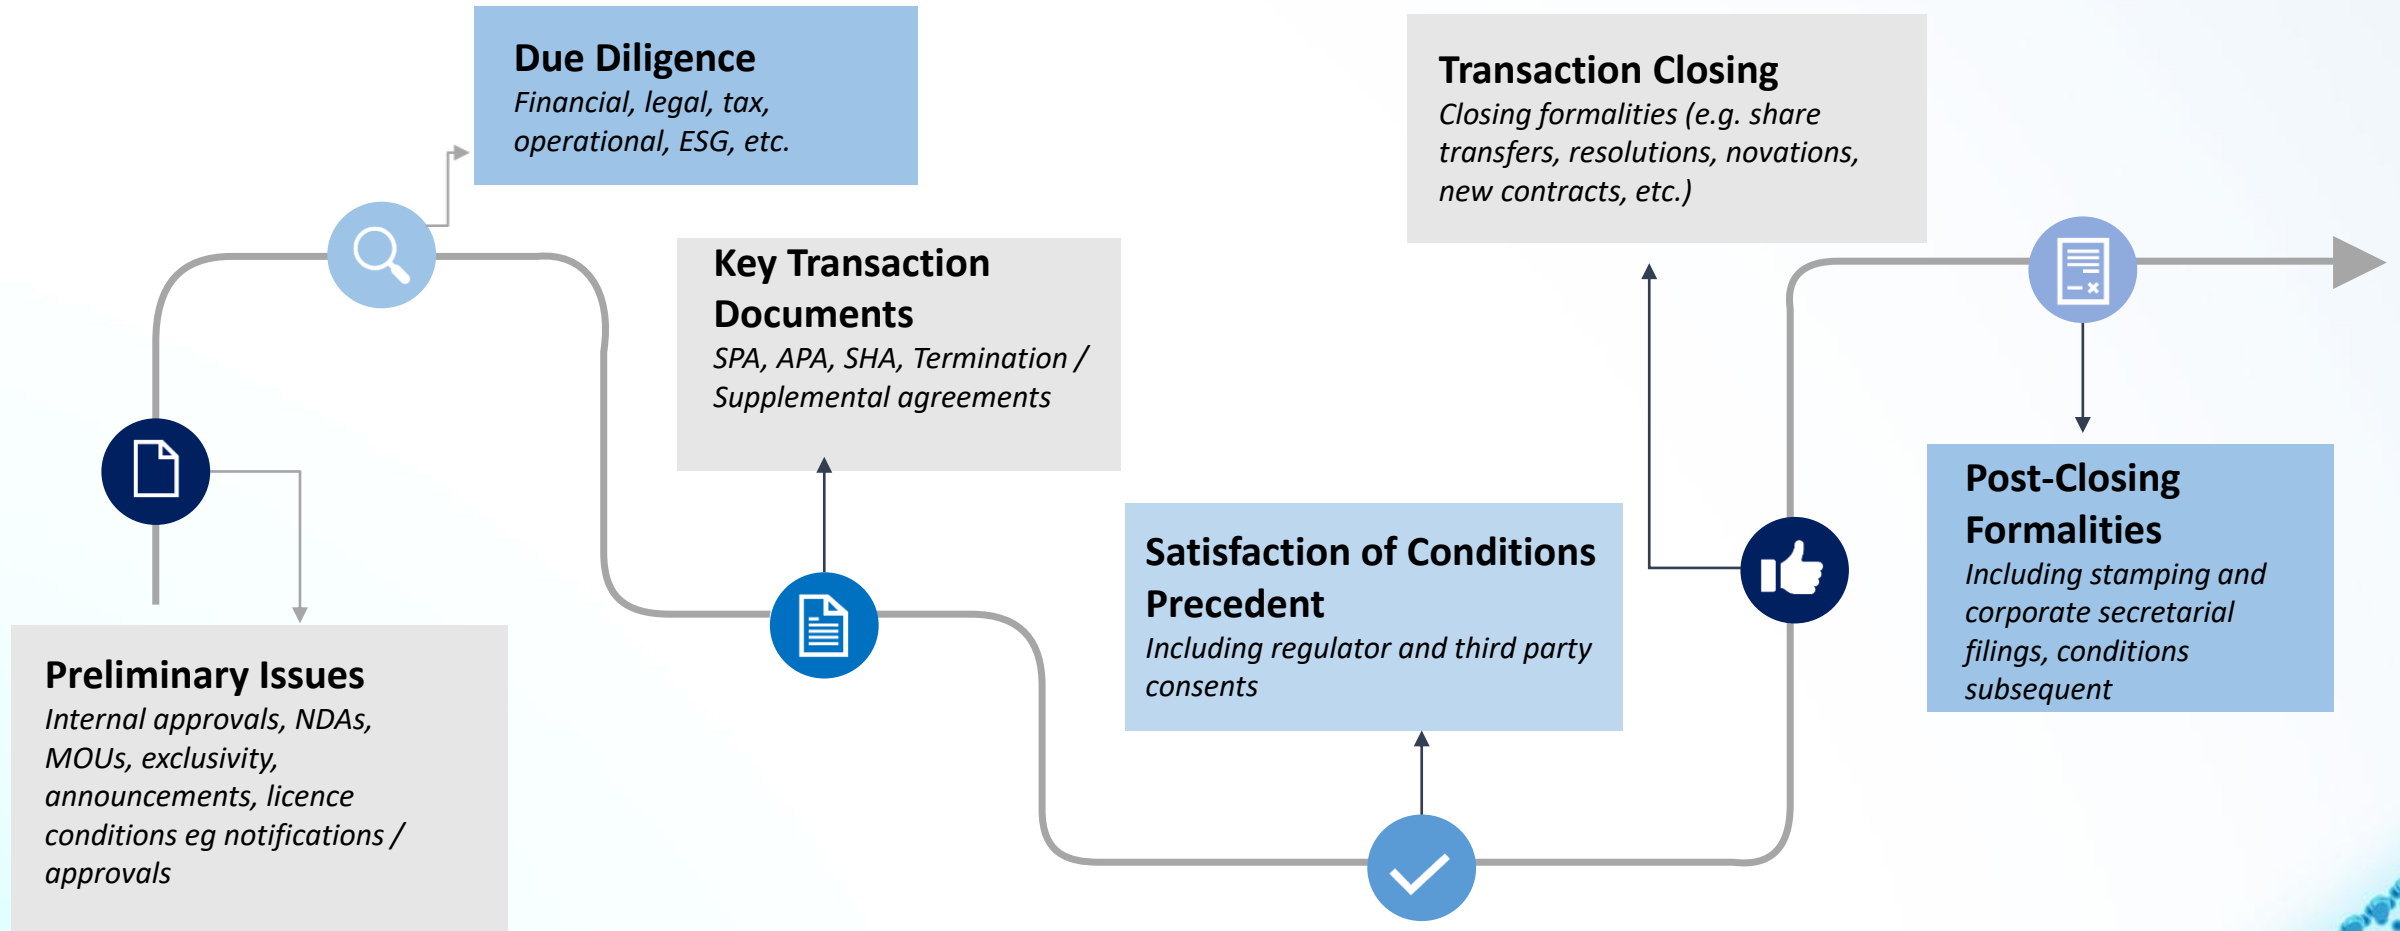 Preliminary Issues
Internal approvals, NDAs,
MOUs, exclusivity,
announcements, licence
conditions eg notifications /
approvals
Due Diligence
Financial, legal, tax,
operational, ESG, etc.
Key Transaction
Documents
SPA, APA, SHA, Termination /
Supplemental agreements
Satisfaction of Conditions
Precedent
Including regulator and third party
consents
Transaction Closing
Closing formalities (e.g. share
transfers, resolutions, novations,
new contracts, etc.)
Post-Closing
Formalities
Including stamping and
corporate secretarial
filings, conditions
subsequent